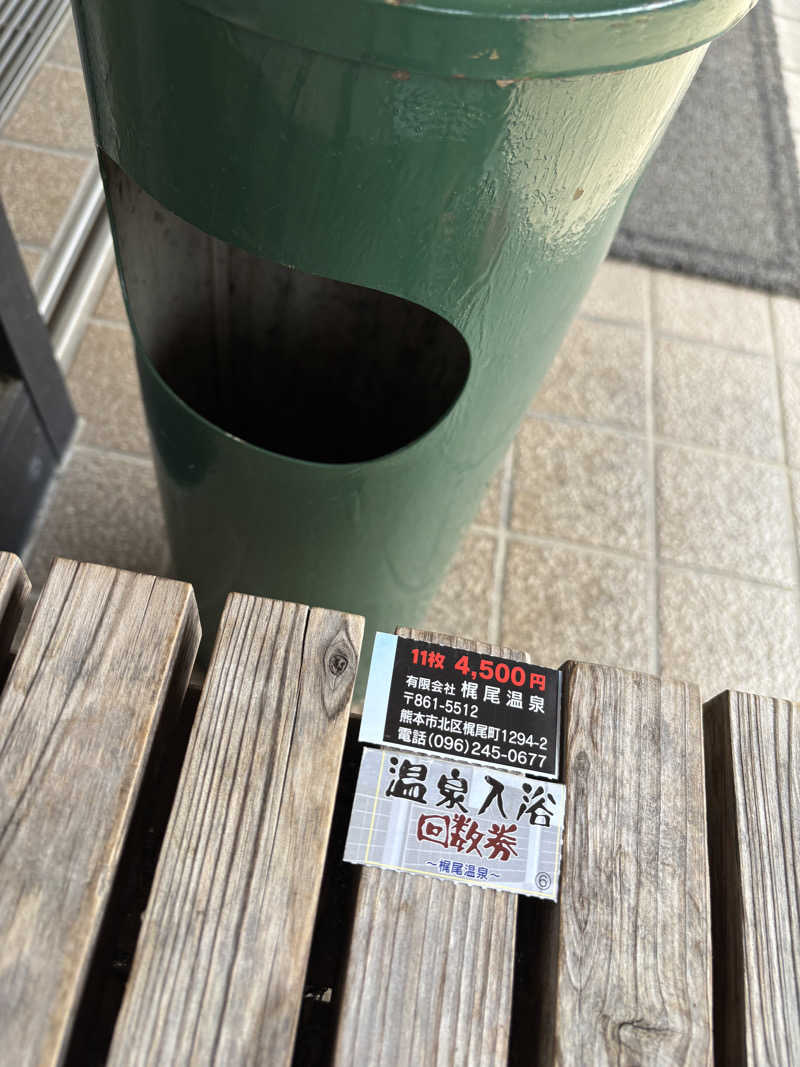 11枚 4,500円
有限会社 梶尾温泉
〒861-5512
熊本市北区梶尾町1294-2
電話(096)245-0677
温泉入浴
回数券
～梶尾温泉～
⑥